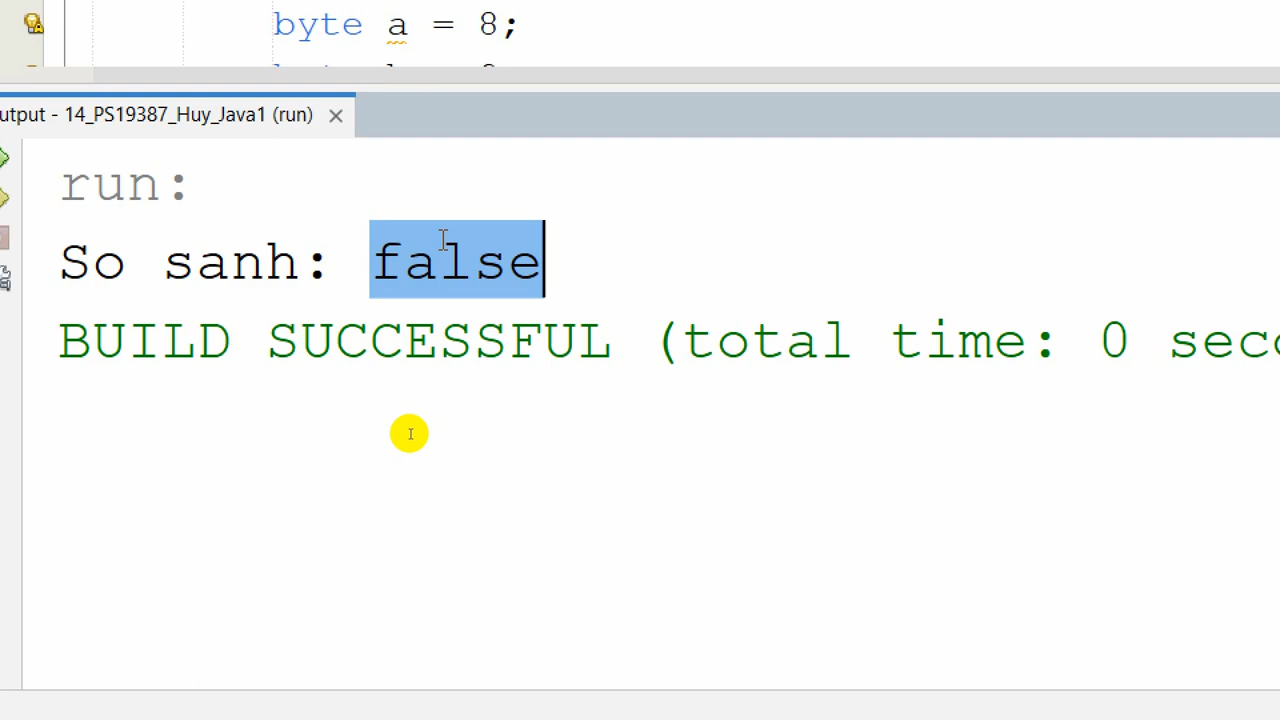 byte a = 8;
utput - 14_PS19387_Huy_Java1 (run)
run:
So sanh: false
BUILD SUCCESSFUL (total time: 0 seco